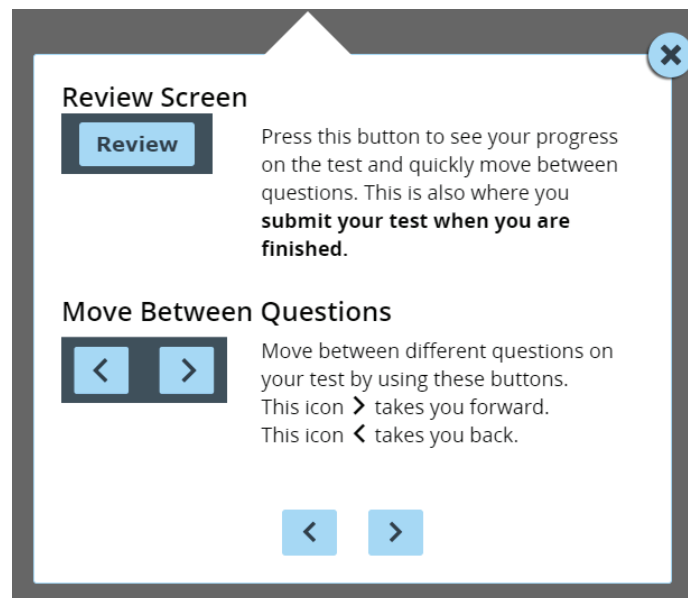 Review Screen
Review
Press this button to see your progress
on the test and quickly move between
questions. This is also where you
submit your test when you are
finished.
Move Between Questions
Move between different questions on
your test by using these buttons.
This icon > takes you forward.
This icon < takes you back.